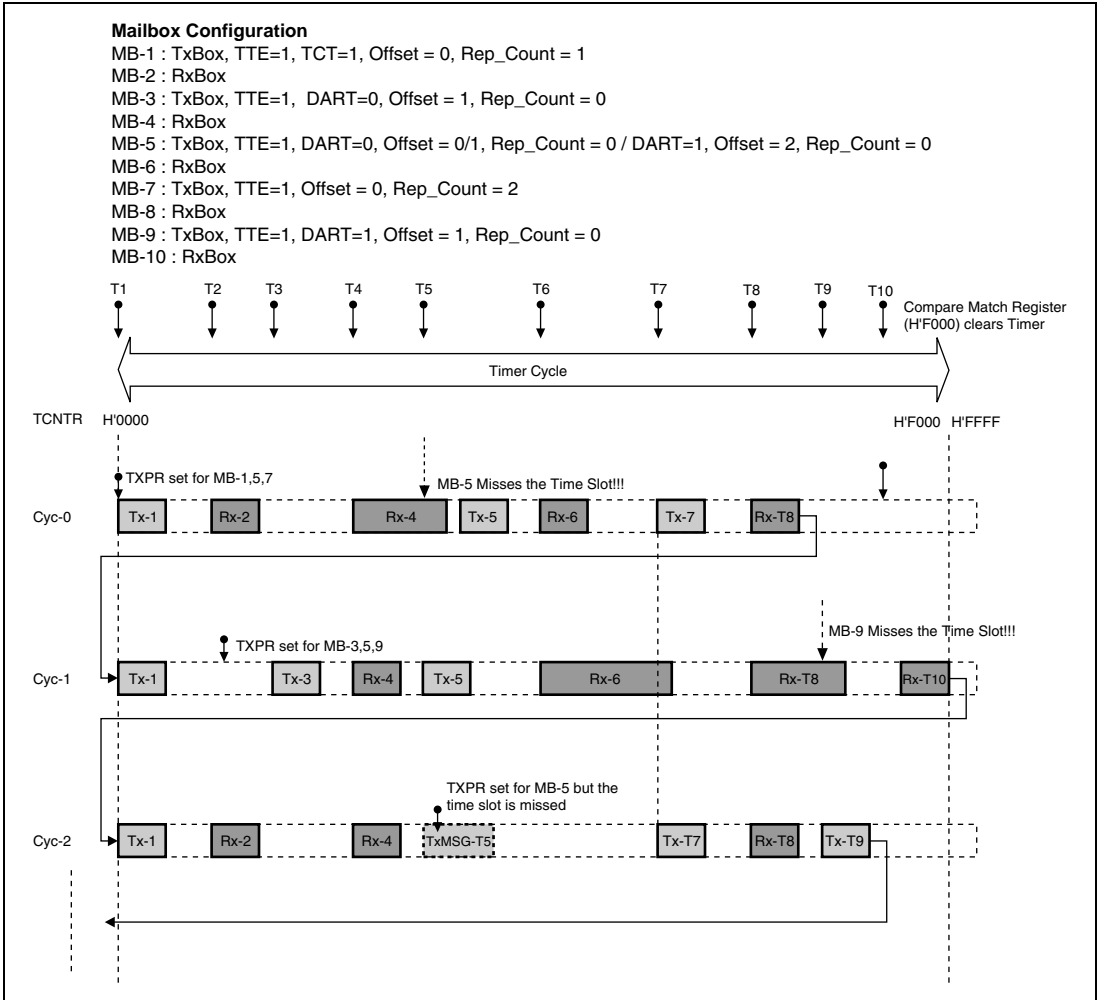 Mailbox Configuration
MB-1 : TxBox, TTE=1, TCT=1, Offset = 0, Rep_Count = 1
MB-2 : RxBox
MB-3 : TxBox, TTE=1, DART=0, Offset = 1, Rep_Count = 0
MB-4 : RxBox
MB-5 : TxBox, TTE=1, DART=0, Offset = 0/1, Rep_Count = 0 / DART=1, Offset = 2, Rep_Count = 0
MB-6 : RxBox
MB-7 : TxBox, TTE=1, Offset = 0, Rep_Count = 2
MB-8 : RxBox
MB-9 : TxBox, TTE=1, DART=1, Offset = 1, Rep_Count = 0
MB-10 : RxBox
T1 T2 T3 T4 T5 T6 T7 T8 T9 T10
Compare Match Register
(H'F000) clears Timer
Timer Cycle
TCNTR H'0000 H'F000 H'FFFF
TXPR set for MB-1,5,7
MB-5 Misses the Time Slot!!!
Cyc-0 Tx-1 Rx-2 Rx-4 Tx-5 Rx-6 Tx-7 Rx-T8
TXPR set for MB-3,5,9
MB-9 Misses the Time Slot!!!
Cyc-1 Tx-1 Tx-3 Rx-4 Tx-5 Rx-6 Rx-T8 Rx-T10
TXPR set for MB-5 but the
time slot is missed
Cyc-2 Tx-1 Rx-2 Rx-4 TxMSG-T5 Tx-T7 Rx-T8 Tx-T9